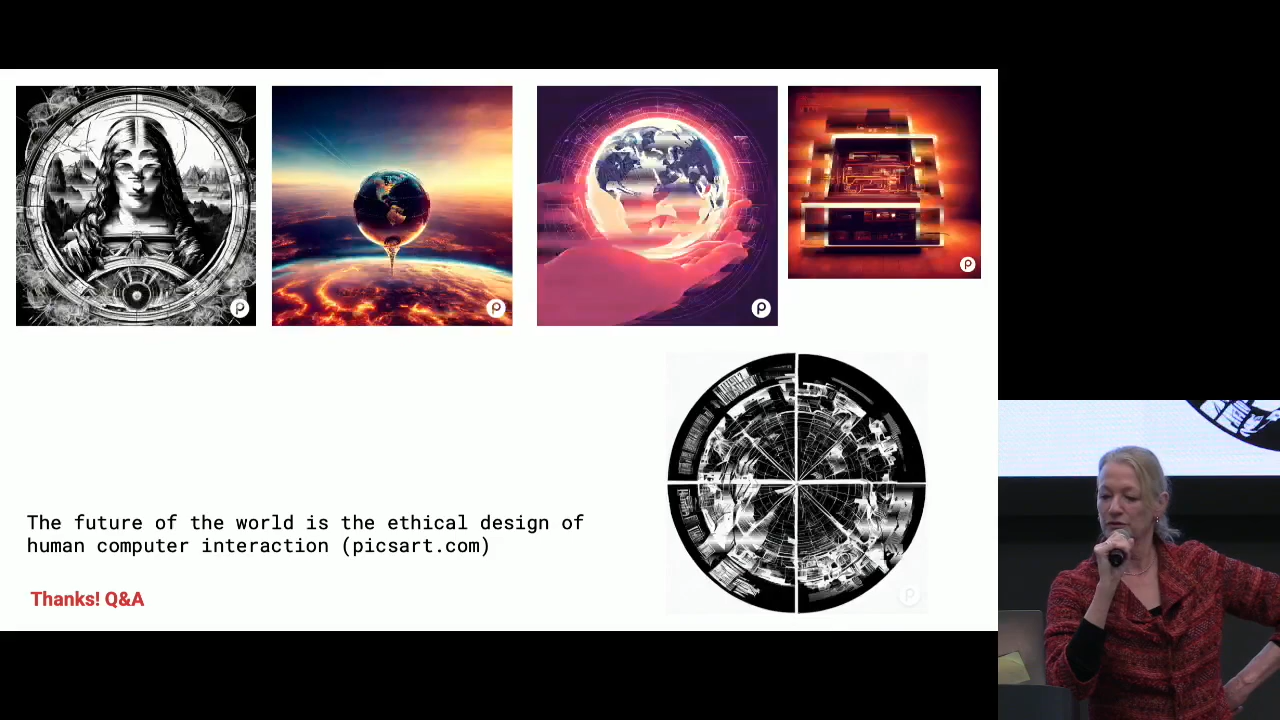 The future of the world is the ethical design of
human computer interaction (picsart.com)
Thanks! Q&A